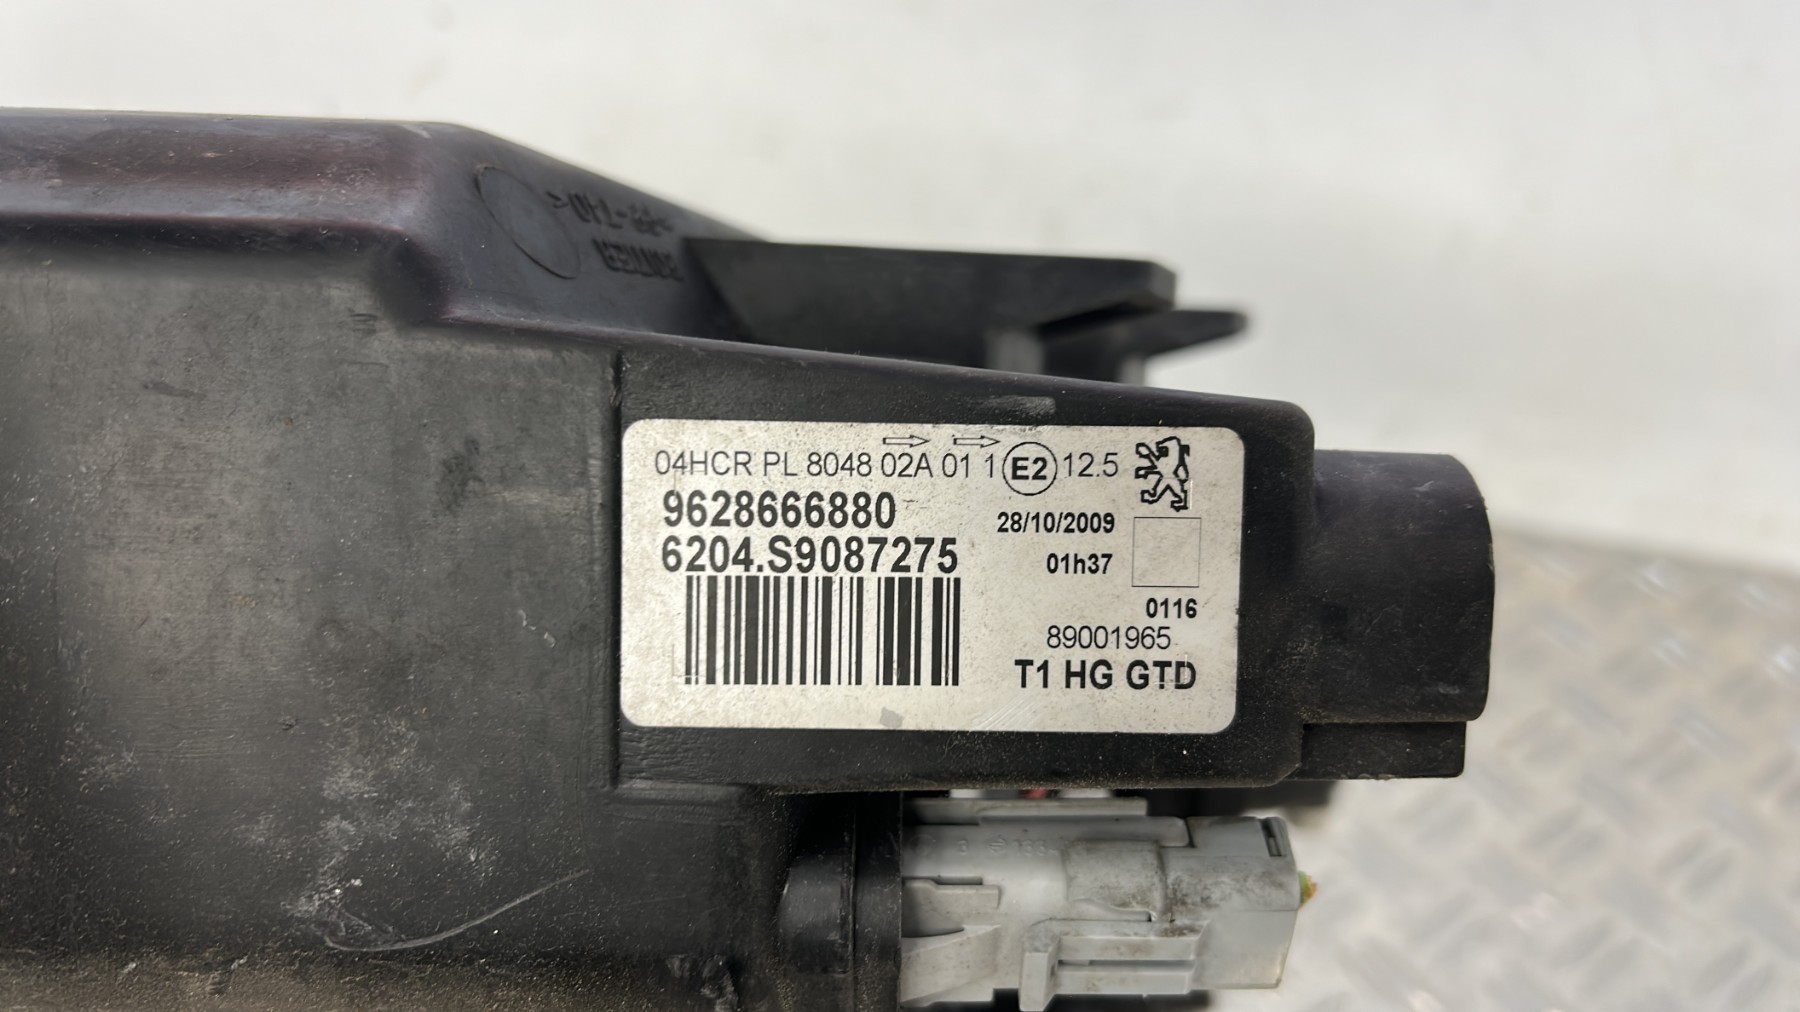 04HCR PL 8048 02A 01 1 E2 12.5
9628666880
28/10/2009
6204.S9087275
01h37
0116
89001965
T1 HG GTD